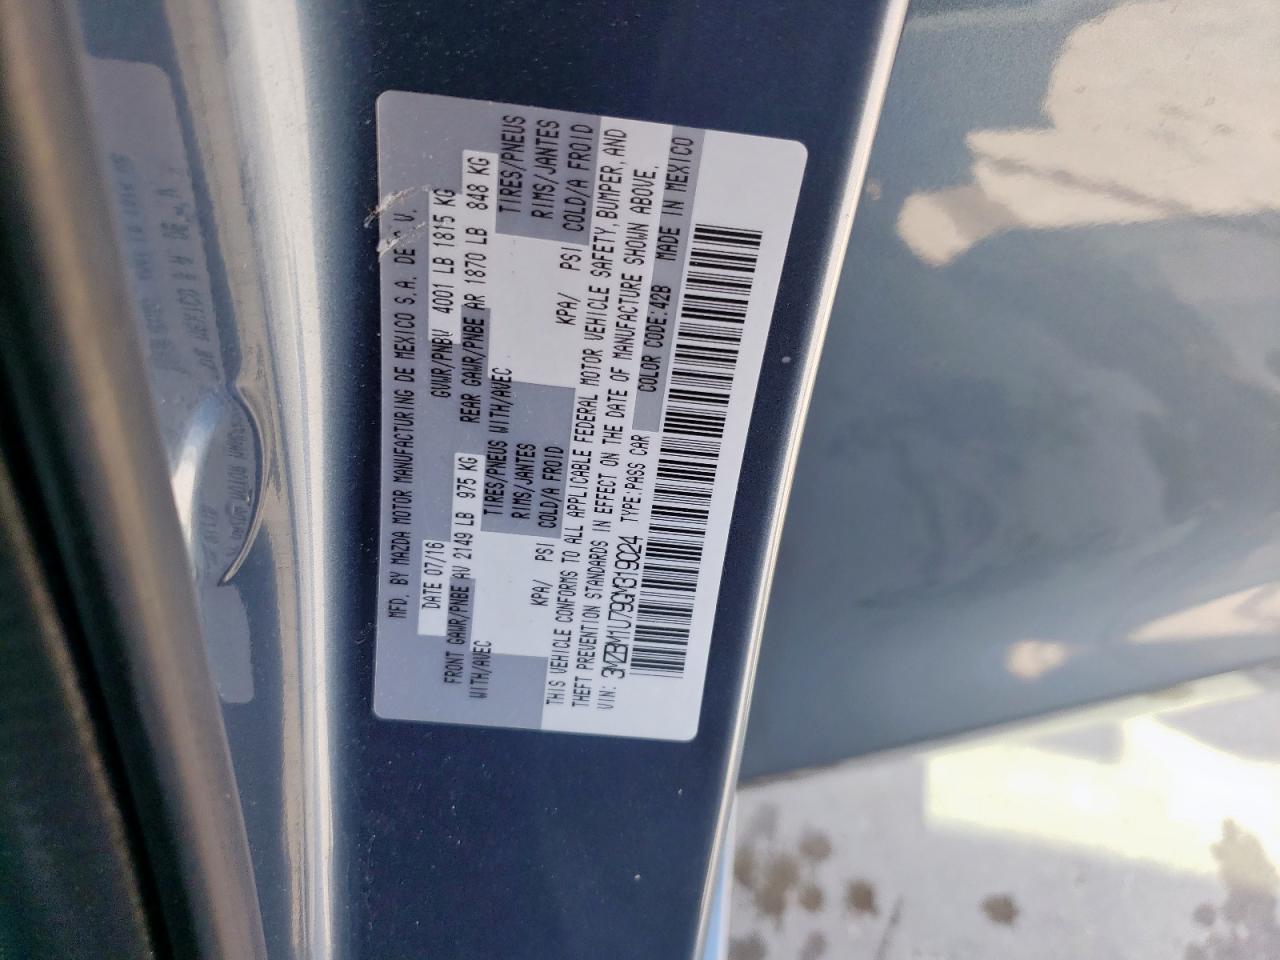 MFD. BY MAZDA MOTOR MANUFACTURING DE MEXICO S.A. DE C.V.
DATE 07/16 GVWR/PNBV 4001 LB 1815 KG
FRONT GAWR/PNBE AV 2149 LB 975 KG REAR GAWR/PNBE AR 1870 LB 848 KG
WITH/AVEC TIRES/PNEUS WITH/AVEC TIRES/PNEUS
RIMS/JANTES RIMS/JANTES
KPA/ PSI COLD/A FROID KPA/ PSI COLD/A FROID
THIS VEHICLE CONFORMS TO ALL APPLICABLE FEDERAL MOTOR VEHICLE SAFETY, BUMPER, AND
THEFT PREVENTION STANDARDS IN EFFECT ON THE DATE OF MANUFACTURE SHOWN ABOVE.
VIN: 3MZBM1U79GM319024 TYPE:PASS CAR COLOR CODE:42B MADE IN MEXICO